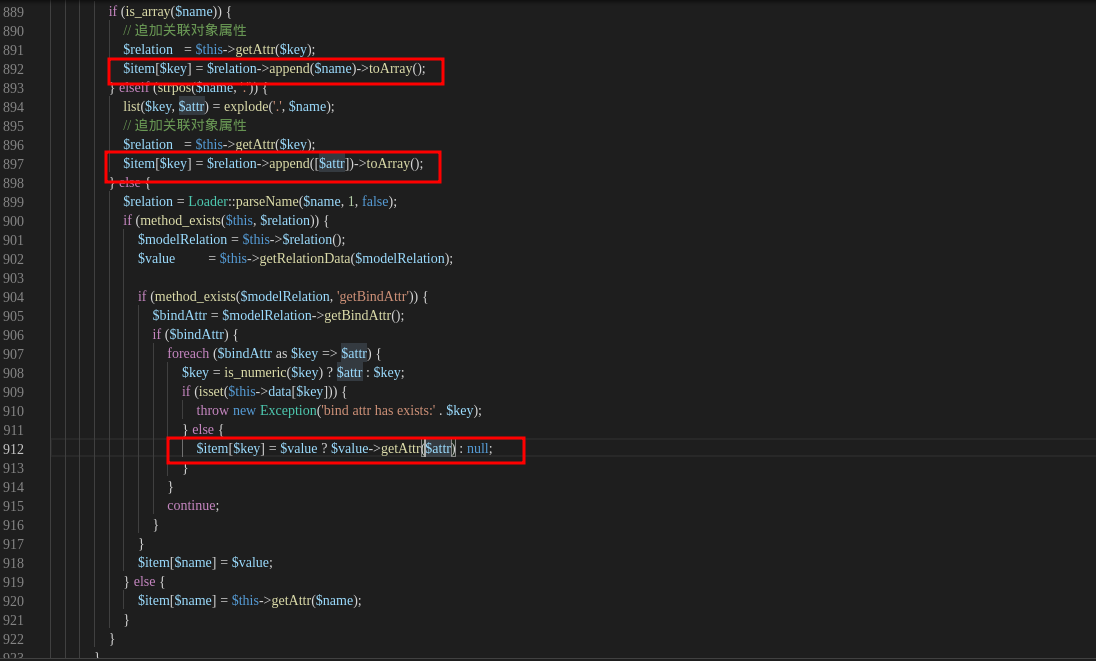 889 if (is_array($name)) {
890 // 追加关联对象属性
891 $relation = $this->getAttr($key);
892 $item[$key] = $relation->append($name)->toArray();
893 } elseif (strpos($name, '.')) {
894 list($key, $attr) = explode('.', $name);
895 // 追加关联对象属性
896 $relation = $this->getAttr($key);
897 $item[$key] = $relation->append([$attr])->toArray();
898 } else {
899 $relation = Loader::parseName($name, 1, false);
900 if (method_exists($this, $relation)) {
901 $modelRelation = $this->$relation();
902 $value = $this->getRelationData($modelRelation);
903
904 if (method_exists($modelRelation, 'getBindAttr')) {
905 $bindAttr = $modelRelation->getBindAttr();
906 if ($bindAttr) {
907 foreach ($bindAttr as $key => $attr) {
908 $key = is_numeric($key) ? $attr : $key;
909 if (isset($this->data[$key])) {
910 throw new Exception('bind attr has exists:' . $key);
911 } else {
912 $item[$key] = $value ? $value->getAttr($attr) : null;
913 }
914 }
915 continue;
916 }
917 }
918 $item[$name] = $value;
919 } else {
920 $item[$name] = $this->getAttr($name);
921 }
922 }
923 }